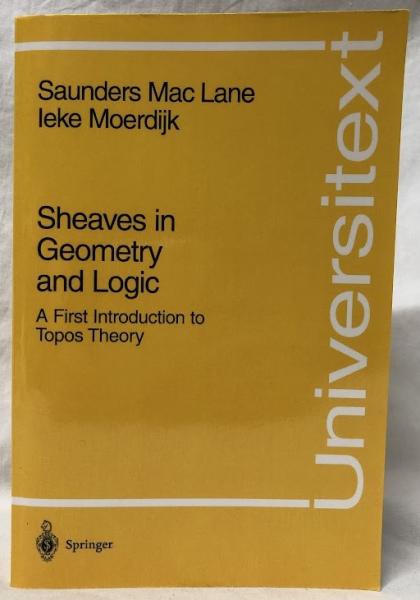 Saunders Mac Lane
Ieke Moerdijk
Sheaves in
Geometry
and Logic
A First Introduction to
Topos Theory
Universitext
Springer